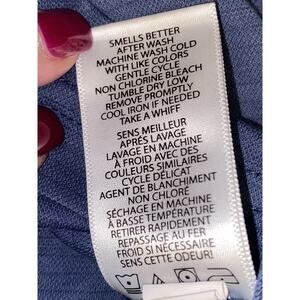 SMELLS BETTER
AFTER WASH
MACHINE WASH COLD
WITH LIKE COLORS
GENTLE CYCLE
NON CHLORINE BLEACH
TUMBLE DRY LOW
REMOVE PROMPTLY
COOL IRON IF NEEDED
TAKE A WHIFF
SENS MEILLEUR
APRÈS LAVAGE
LAVAGE EN MACHINE
À FROID AVEC DES
COULEURS SIMILAIRES
CYCLE DÉLICAT
AGENT DE BLANCHIMENT
NON CHLORÉ
SÉCHAGE EN MACHINE
À BASSE TEMPÉRATURE
RETIRER RAPIDEMENT
REPASSAGE AU FER
FROID SI NÉCESSAIRE
SENS CETTE ODEUR!